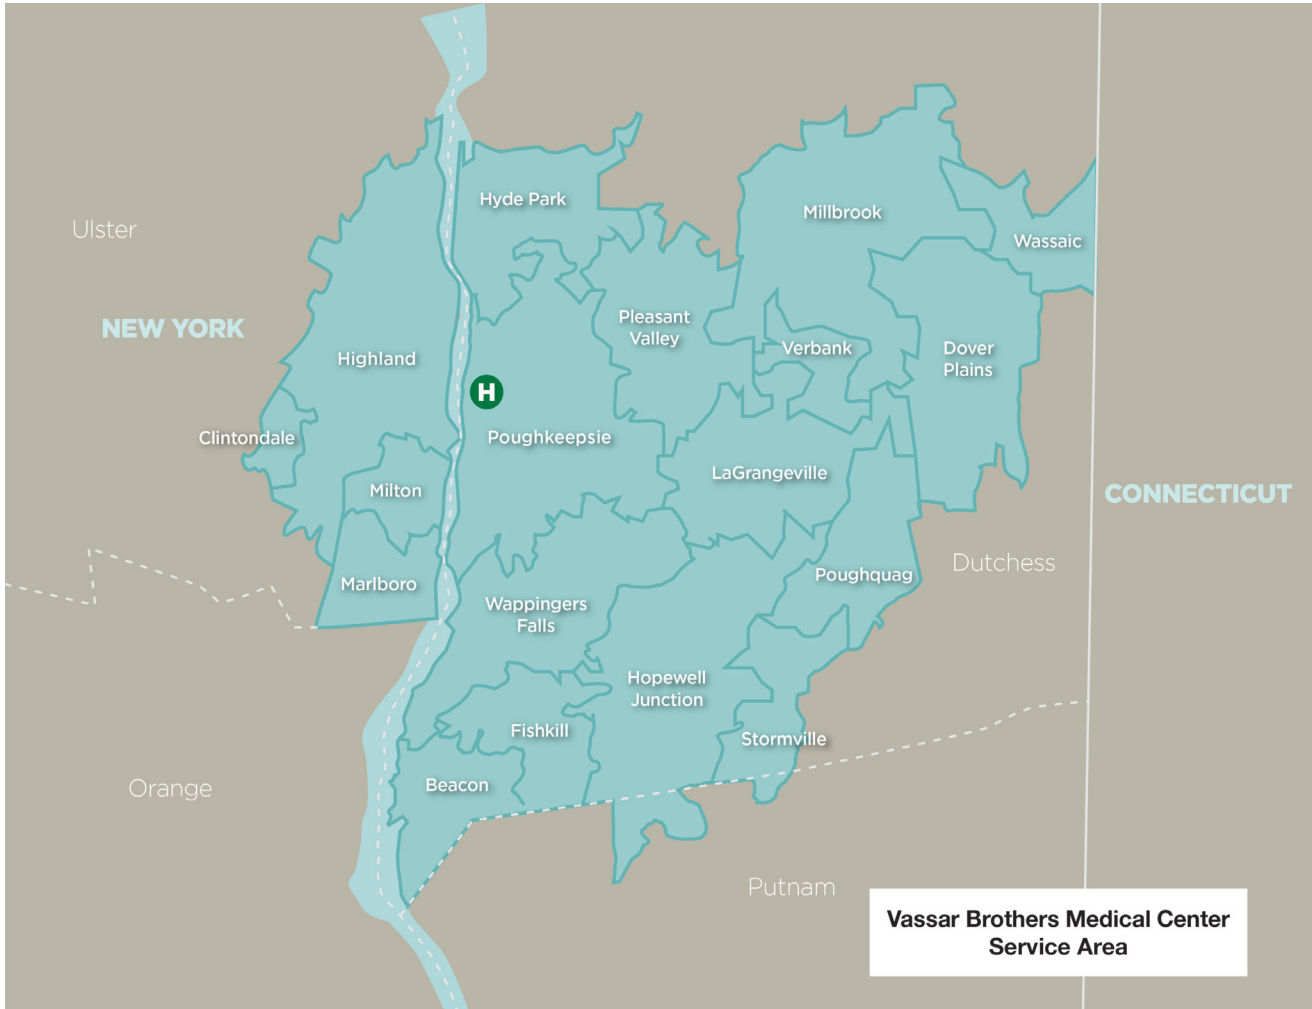 Hyde Park
Millbrook
Ulster
Wassaic
NEW YORK
Pleasant
Valley
Highland
Verbank
Dover
Plains
H
Clintondale
Poughkeepsie
Milton
LaGrangeville
CONNECTICUT
Marlboro
Poughquag
Dutchess
Wappingers
Falls
Hopewell
Junction
Fishkill
Stormville
Orange
Beacon
Putnam
Vassar Brothers Medical Center
Service Area